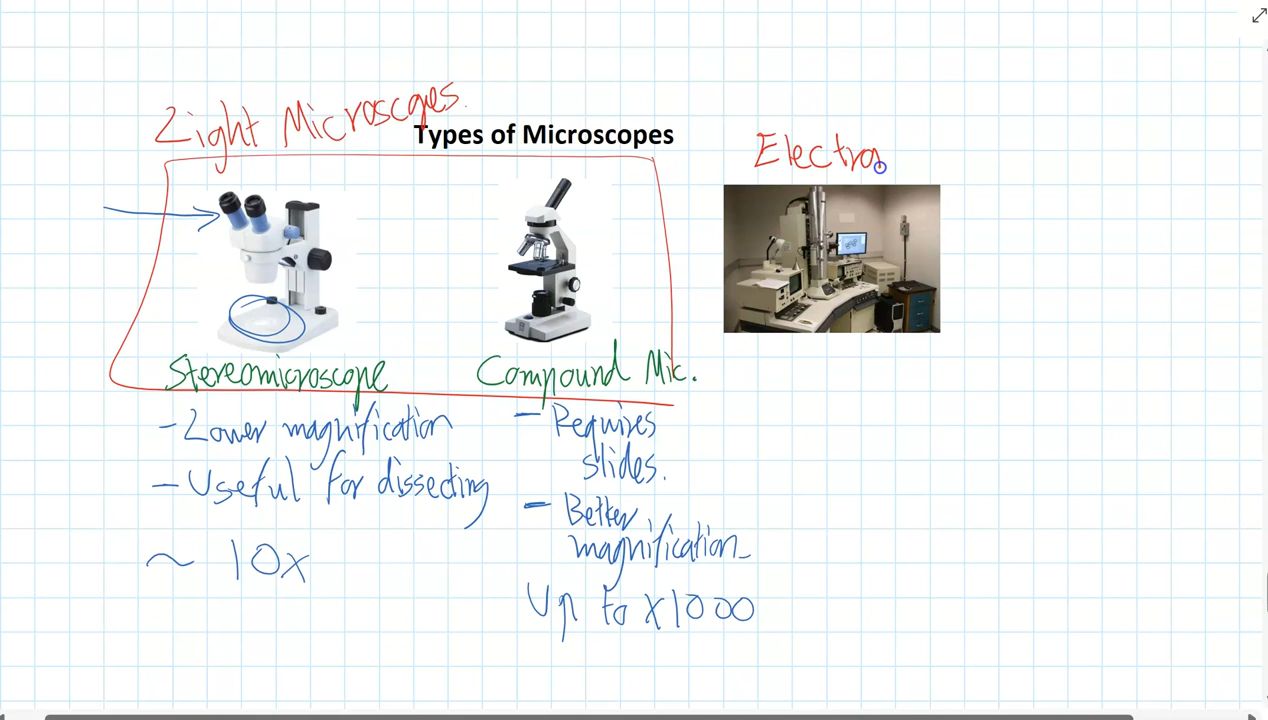 Light Microscopes.
Types of Microscopes
Electro
Stereomicroscope
Compound Mic.
- Lower magnification
- Useful for dissecting
~ 10x
- Requires
slides.
- Better
magnification
Up to x1000